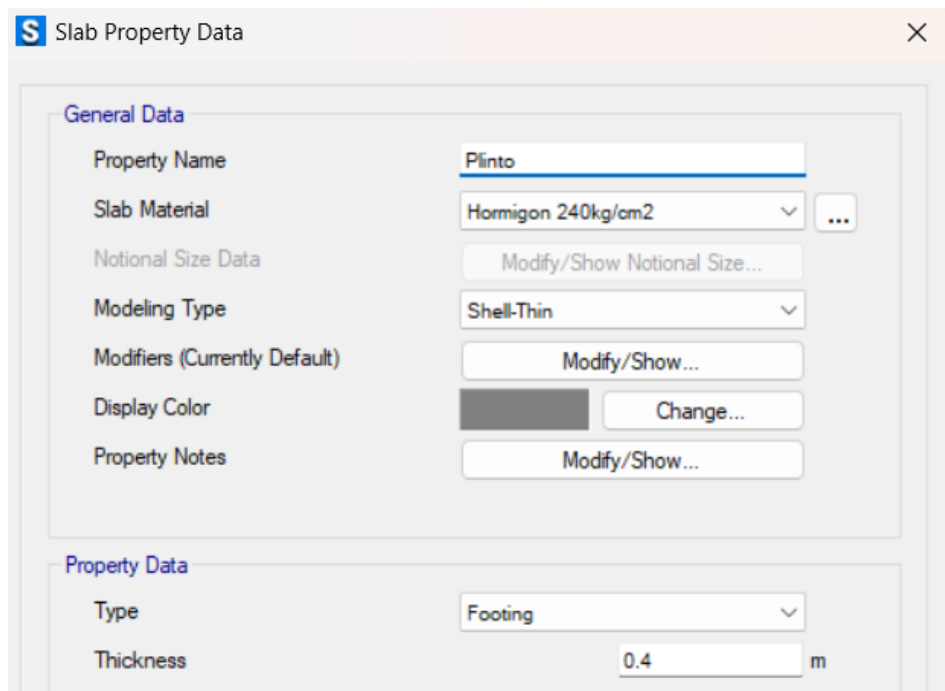 S Slab Property Data
General Data
Property Name Plinto
Slab Material Hormigon 240kg/cm2 ...
Notional Size Data Modify/Show Notional Size...
Modeling Type Shell-Thin
Modifiers (Currently Default) Modify/Show...
Display Color Change...
Property Notes Modify/Show...
Property Data
Type Footing
Thickness 0.4 m